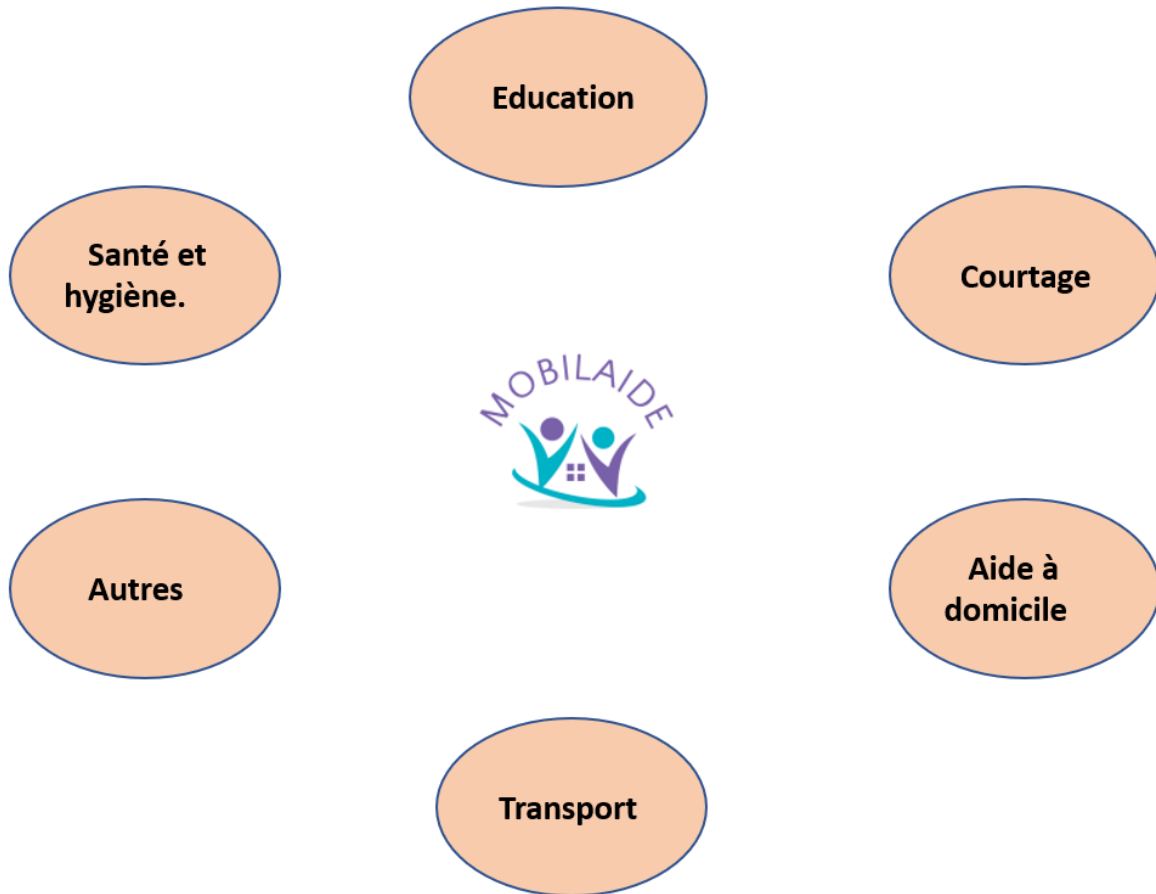 Education
Santé et
hygiène.
Courtage
MOBILAIDE
Autres
Aide à
domicile
Transport